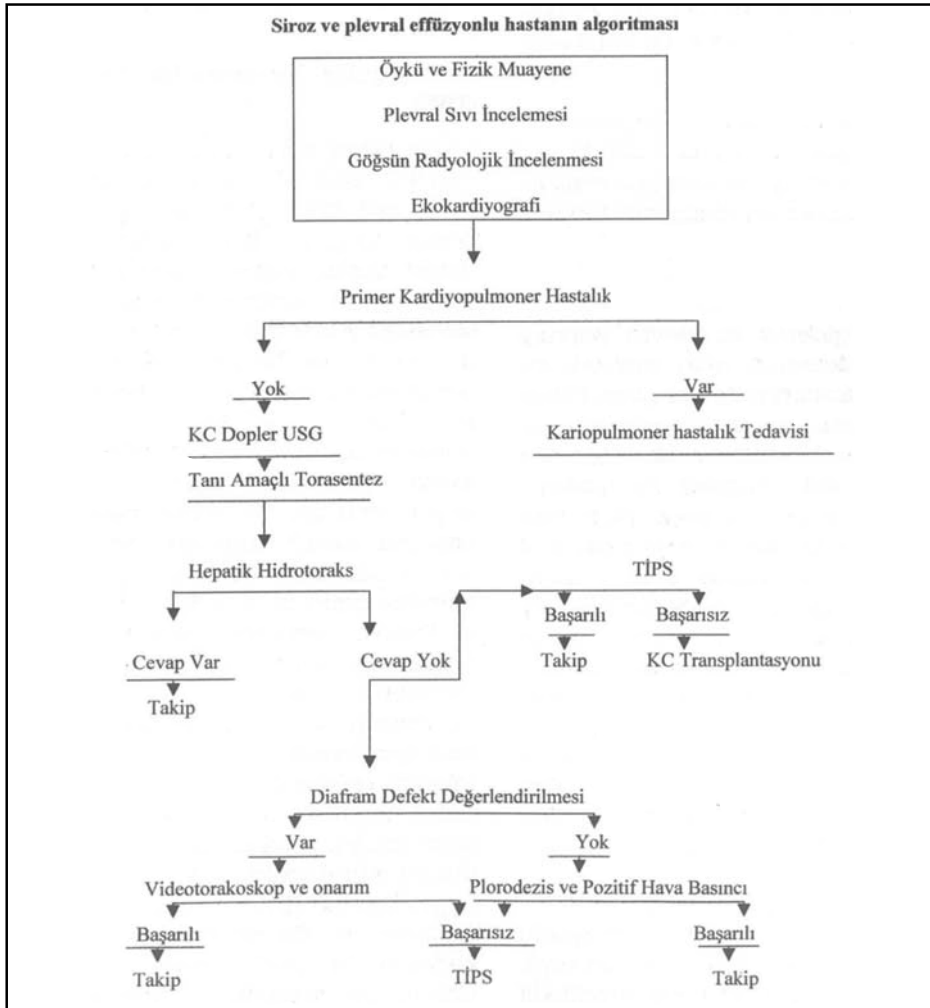 Siroz ve plevral effüzyonlu hastanın algoritması
Öykü ve Fizik Muayene
Plevral Sıvı İncelemesi
Göğsün Radyolojik İncelenmesi
Ekokardiyografi
Primer Kardiyopulmoner Hastalık
Yok
Var
KC Dopler USG
Kariopulmoner hastalık Tedavisi
Tanı Amaçlı Torasentez
Hepatik Hidrotoraks
TİPS
Başarılı
Başarısız
Cevap Var
Cevap Yok
Takip
KC Transplantasyonu
Takip
Diafram Defekt Değerlendirilmesi
Var
Yok
Videotorakoskop ve onarım
Plorodezis ve Pozitif Hava Basıncı
Başarılı
Başarısız
Başarılı
Takip
TİPS
Takip